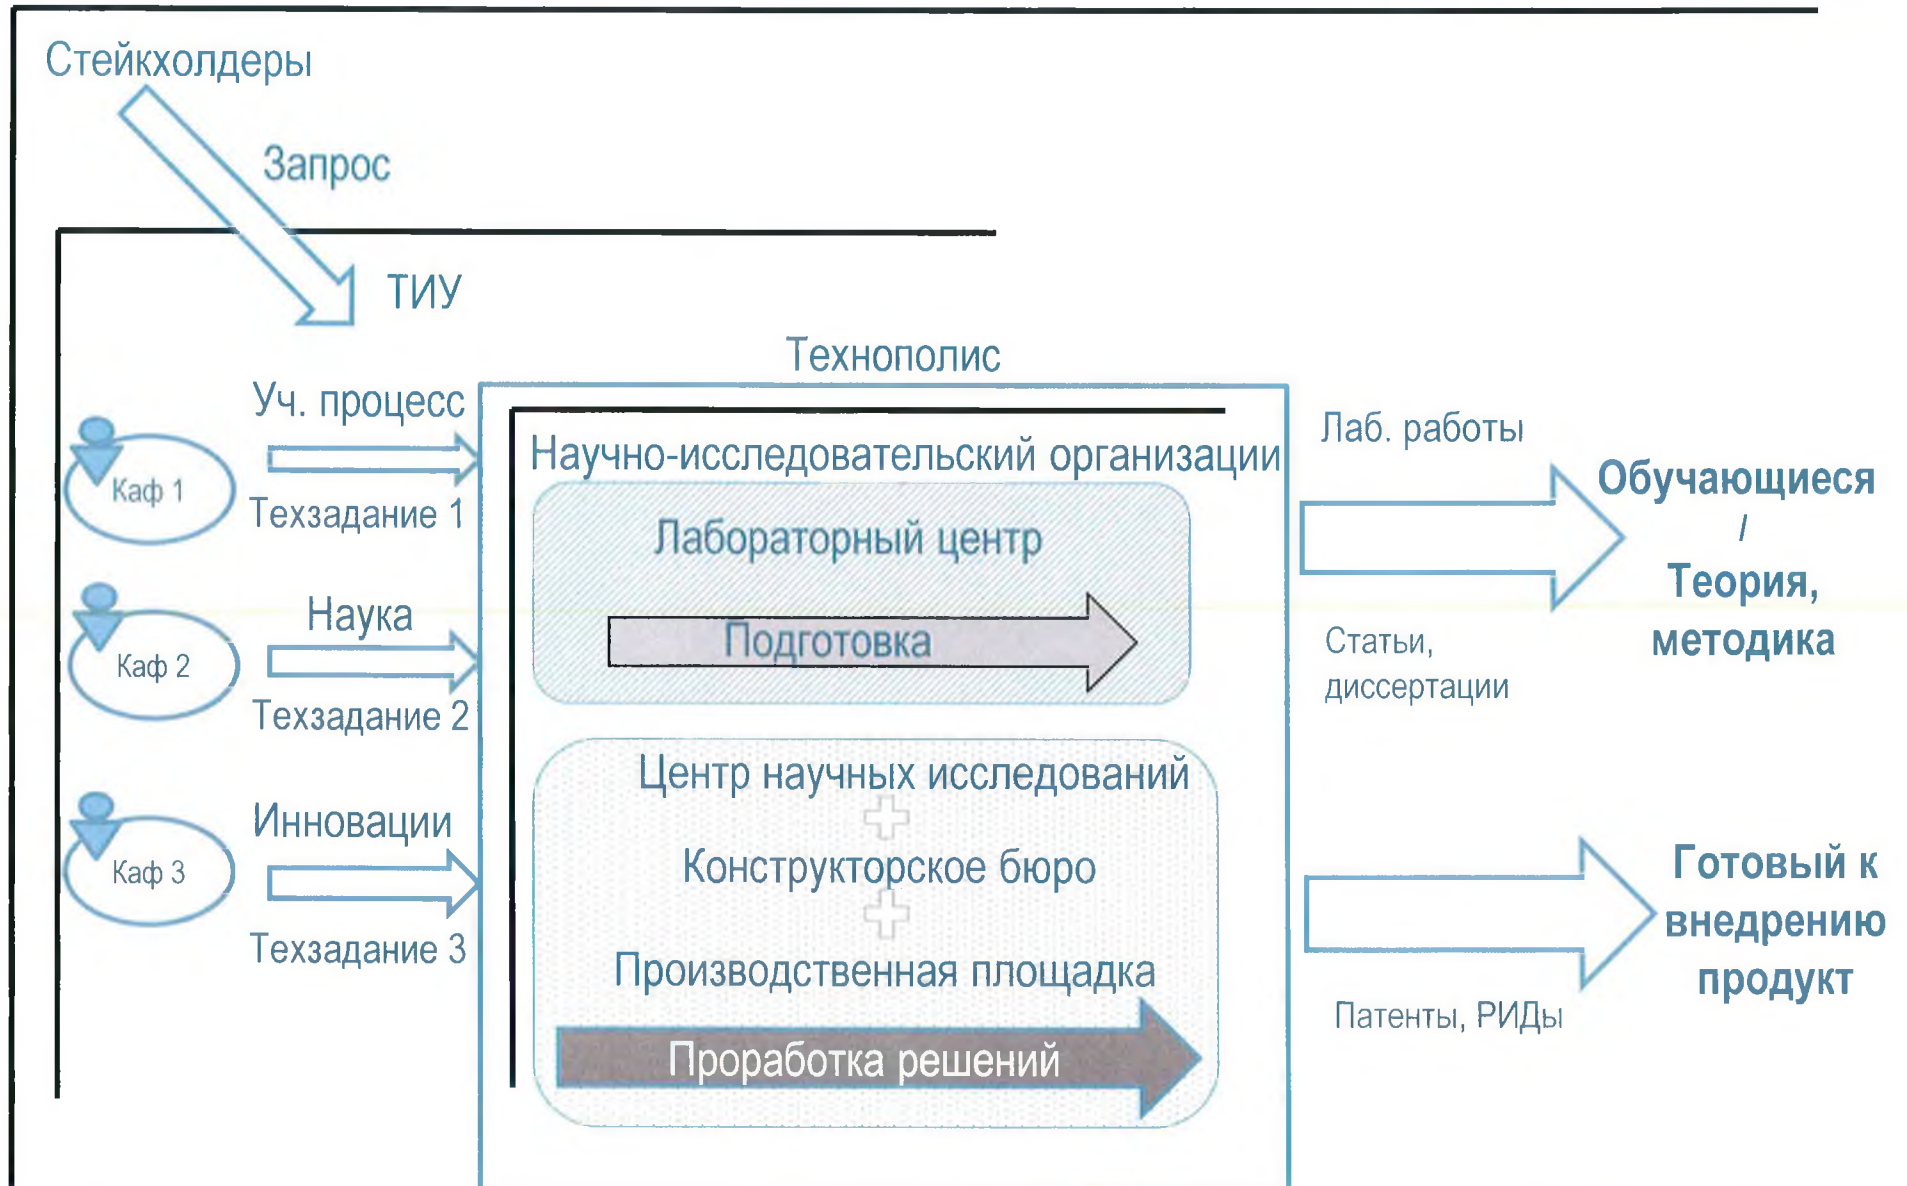 Стейкхолдеры
Запрос
ТИУ
Технополис
Уч. процесс
Каф 1
Техзадание 1
Наука
Каф 2
Техзадание 2
Инновации
Каф 3
Техзадание 3
Научно-исследовательский организации
Лабораторный центр
Подготовка
Центр научных исследований
Конструкторское бюро
Производственная площадка
Проработка решений
Лаб. работы
Статьи,
диссертации
Обучающиеся
/
Теория,
методика
Патенты, РИДы
Готовый к
внедрению
продукт